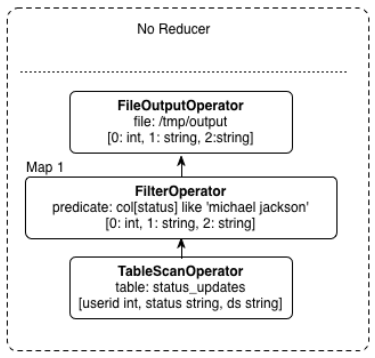 No Reducer
FileOutputOperator
file: /tmp/output
[0: int, 1: string, 2:string]
Map 1
FilterOperator
predicate: col[status] like 'michael jackson'
[0: int, 1: string, 2: string]
TableScanOperator
table: status_updates
[userid int, status string, ds string]